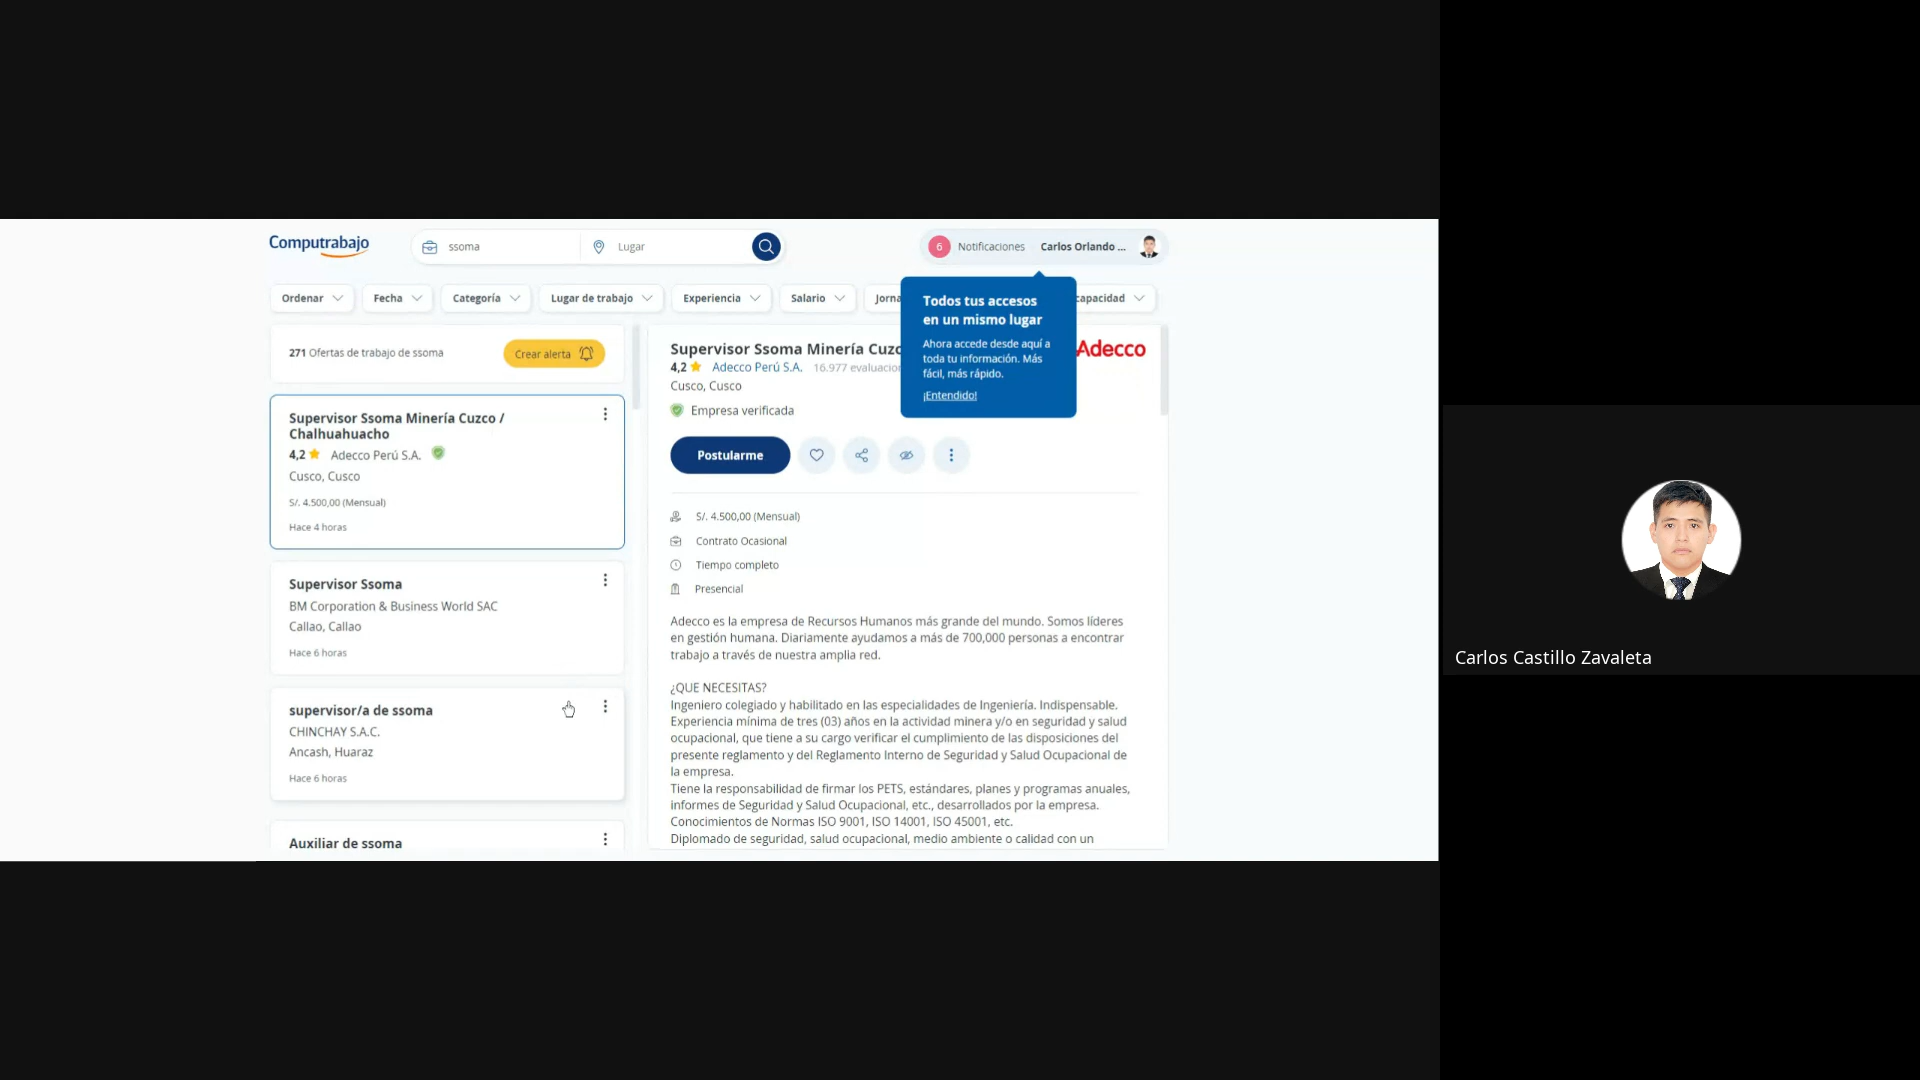 Computrabajo
ssoma
Lugar
6 Notificaciones Carlos Orlando ...
Ordenar
Fecha
Categoría
Lugar de trabajo
Experiencia
Salario
Jorna
capacidad
Todos tus accesos
en un mismo lugar
Ahora accede desde aquí a
toda tu información. Más
fácil, más rápido.
¡Entendido!
271 Ofertas de trabajo de ssoma
Crear alerta
Supervisor Ssoma Minería Cuzco /
Chalhuahuacho
4,2 Adecco Perú S.A.
Cusco, Cusco
S/. 4.500,00 (Mensual)
Hace 4 horas
Supervisor Ssoma
BM Corporation & Business World SAC
Callao, Callao
Hace 6 horas
supervisor/a de ssoma
CHINCHAY S.A.C.
Ancash, Huaraz
Hace 6 horas
Auxiliar de ssoma
Supervisor Ssoma Minería Cuzc
Adecco
4,2 Adecco Perú S.A. 16.977 evaluacion
Cusco, Cusco
Empresa verificada
Postularme
S/. 4.500,00 (Mensual)
Contrato Ocasional
Tiempo completo
Presencial
Adecco es la empresa de Recursos Humanos más grande del mundo. Somos líderes
en gestión humana. Diariamente ayudamos a más de 700,000 personas a encontrar
trabajo a través de nuestra amplia red.
¿QUE NECESITAS?
Ingeniero colegiado y habilitado en las especialidades de Ingeniería. Indispensable.
Experiencia mínima de tres (03) años en la actividad minera y/o en seguridad y salud
ocupacional, que tiene a su cargo verificar el cumplimiento de las disposiciones del
presente reglamento y del Reglamento Interno de Seguridad y Salud Ocupacional de
la empresa.
Tiene la responsabilidad de firmar los PETS, estándares, planes y programas anuales,
informes de Seguridad y Salud Ocupacional, etc., desarrollados por la empresa.
Conocimientos de Normas ISO 9001, ISO 14001, ISO 45001, etc.
Diplomado de seguridad, salud ocupacional, medio ambiente o calidad con un
Carlos Castillo Zavaleta